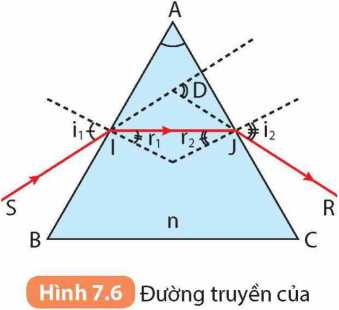 A
D
i₁ r₁ r₂ i₂
I J
S R
n
B C
Hình 7.6 Đường truyền của